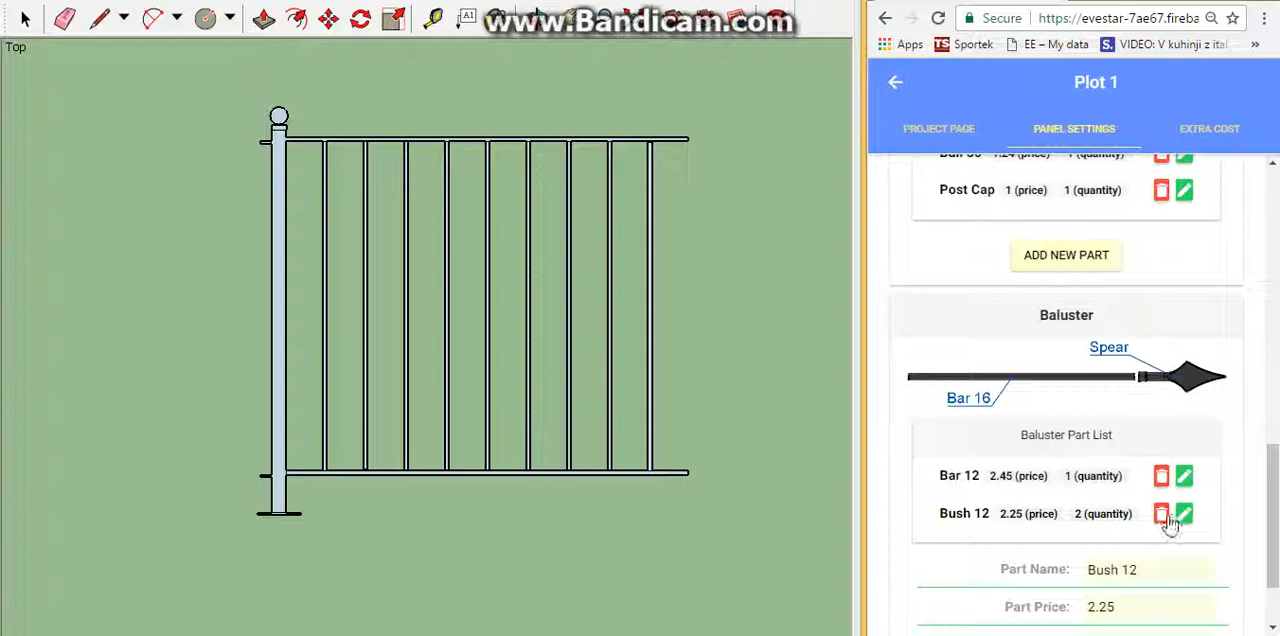 www.Bandicam.com
A1
Top
Secure
https://evestar-7ae67.fireba
Apps
Sportek
EE – My data
VIDEO: V kuhinji z ital
Plot 1
PROJECT PAGE
PANEL SETTINGS
EXTRA COST
Post Cap 1 (price) 1 (quantity)
ADD NEW PART
Baluster
Spear
Bar 16
Baluster Part List
Bar 12 2.45 (price) 1 (quantity)
Bush 12 2.25 (price) 2 (quantity)
Part Name: Bush 12
Part Price: 2.25